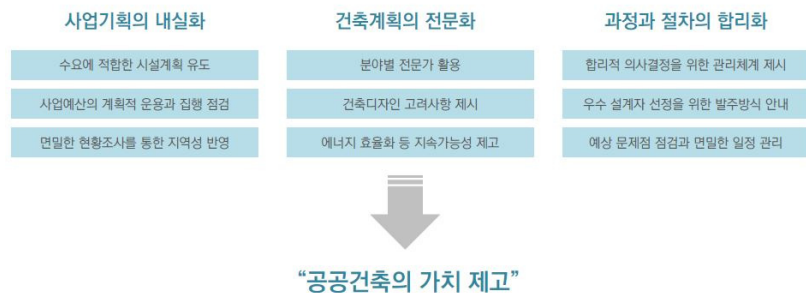 사업기획의 내실화
수요에 적합한 시설계획 유도
사업예산의 계획적 운용과 집행 점검
면밀한 현황조사를 통한 지역성 반영
건축계획의 전문화
분야별 전문가 활용
건축디자인 고려사항 제시
에너지 효율화 등 지속가능성 제고
과정과 절차의 합리화
합리적 의사결정을 위한 관리체계 제시
우수 설계자 선정을 위한 발주방식 안내
예상 문제점 점검과 면밀한 일정 관리
“공공건축의 가치 제고”